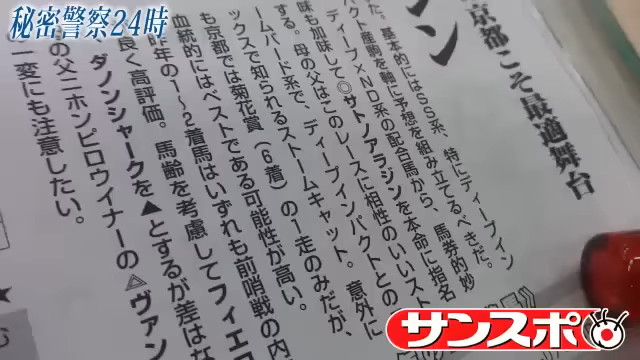 秘密警察24時
京都こそ最適舞台
ン
た。基本的にはSS系、特にディープイン
パクト産駒を軸に予想を組み立てるべきだ。
ディープ×ND系の配合馬から、馬券的妙
味も加味して◎サトノアラジンを本命に指名
する。母の父はこのレースに相性のいいスト
ームバード系で、ディープインパクトとの
ックスで知られるストームキャット。意外に
も京都では菊花賞(6着)の1走のみだが、
血統的にはベストである可能性が高い。
昨年の1〜2着馬はいずれも前哨戦の内
良く高評価。馬齢を考慮してフィエロ
ダノンシャークを▲とするが差はな
の父ニホンピロウイナーの△ヴァン
一変にも注意したい。
サンスポ